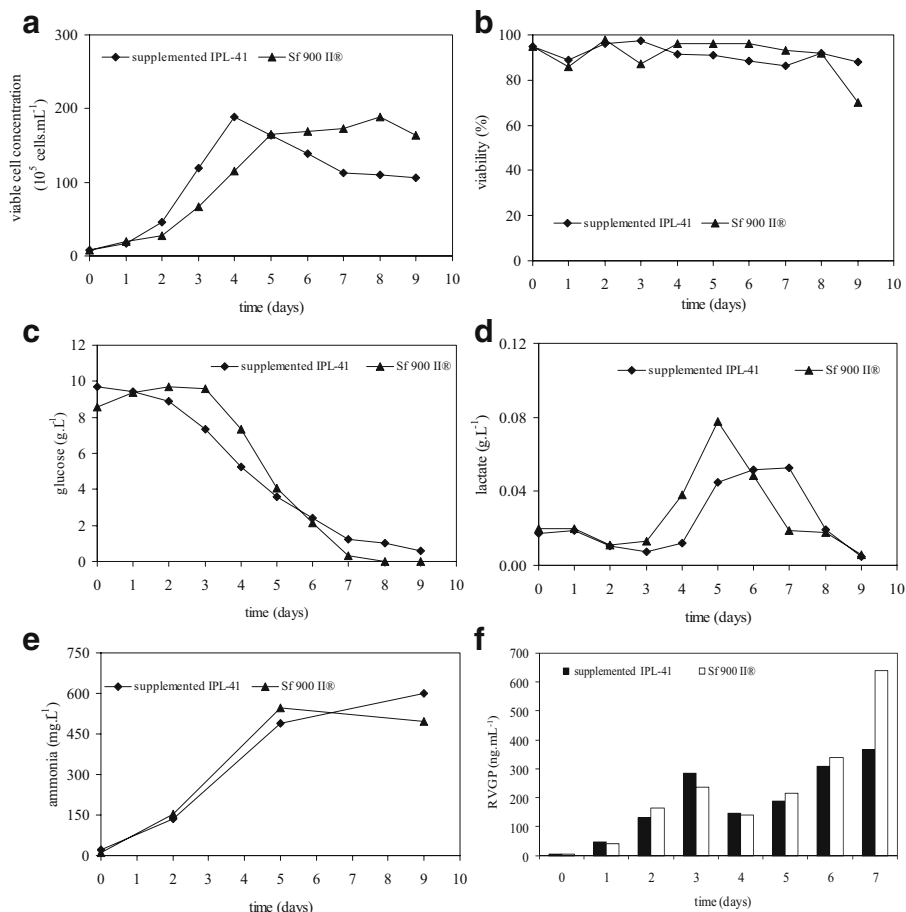 a
300
200
100
0
viable cell concentration
(10⁵ cells.mL⁻¹)
supplemented IPL-41
Sf 900 II®
0 1 2 3 4 5 6 7 8 9 10
time (days)
b
100
80
60
40
20
0
viability (%)
supplemented IPL-41
Sf 900 II®
0 1 2 3 4 5 6 7 8 9 10
time (days)
c
12
10
8
6
4
2
0
glucose (g.L⁻¹)
supplemented IPL-41
Sf 900 II®
0 1 2 3 4 5 6 7 8 9 10
time (days)
d
0.12
0.08
0.04
0.00
lactate (g.L⁻¹)
supplemented IPL-41
Sf 900 II®
0 1 2 3 4 5 6 7 8 9 10
time (days)
e
750
600
450
300
150
0
ammonia (mg.L⁻¹)
supplemented IPL-41
Sf 900 II®
0 1 2 3 4 5 6 7 8 9 10
time (days)
f
700
600
500
400
300
200
100
0
RVGP (ng.mL⁻¹)
supplemented IPL-41
Sf 900 II®
0 1 2 3 4 5 6 7
time (days)